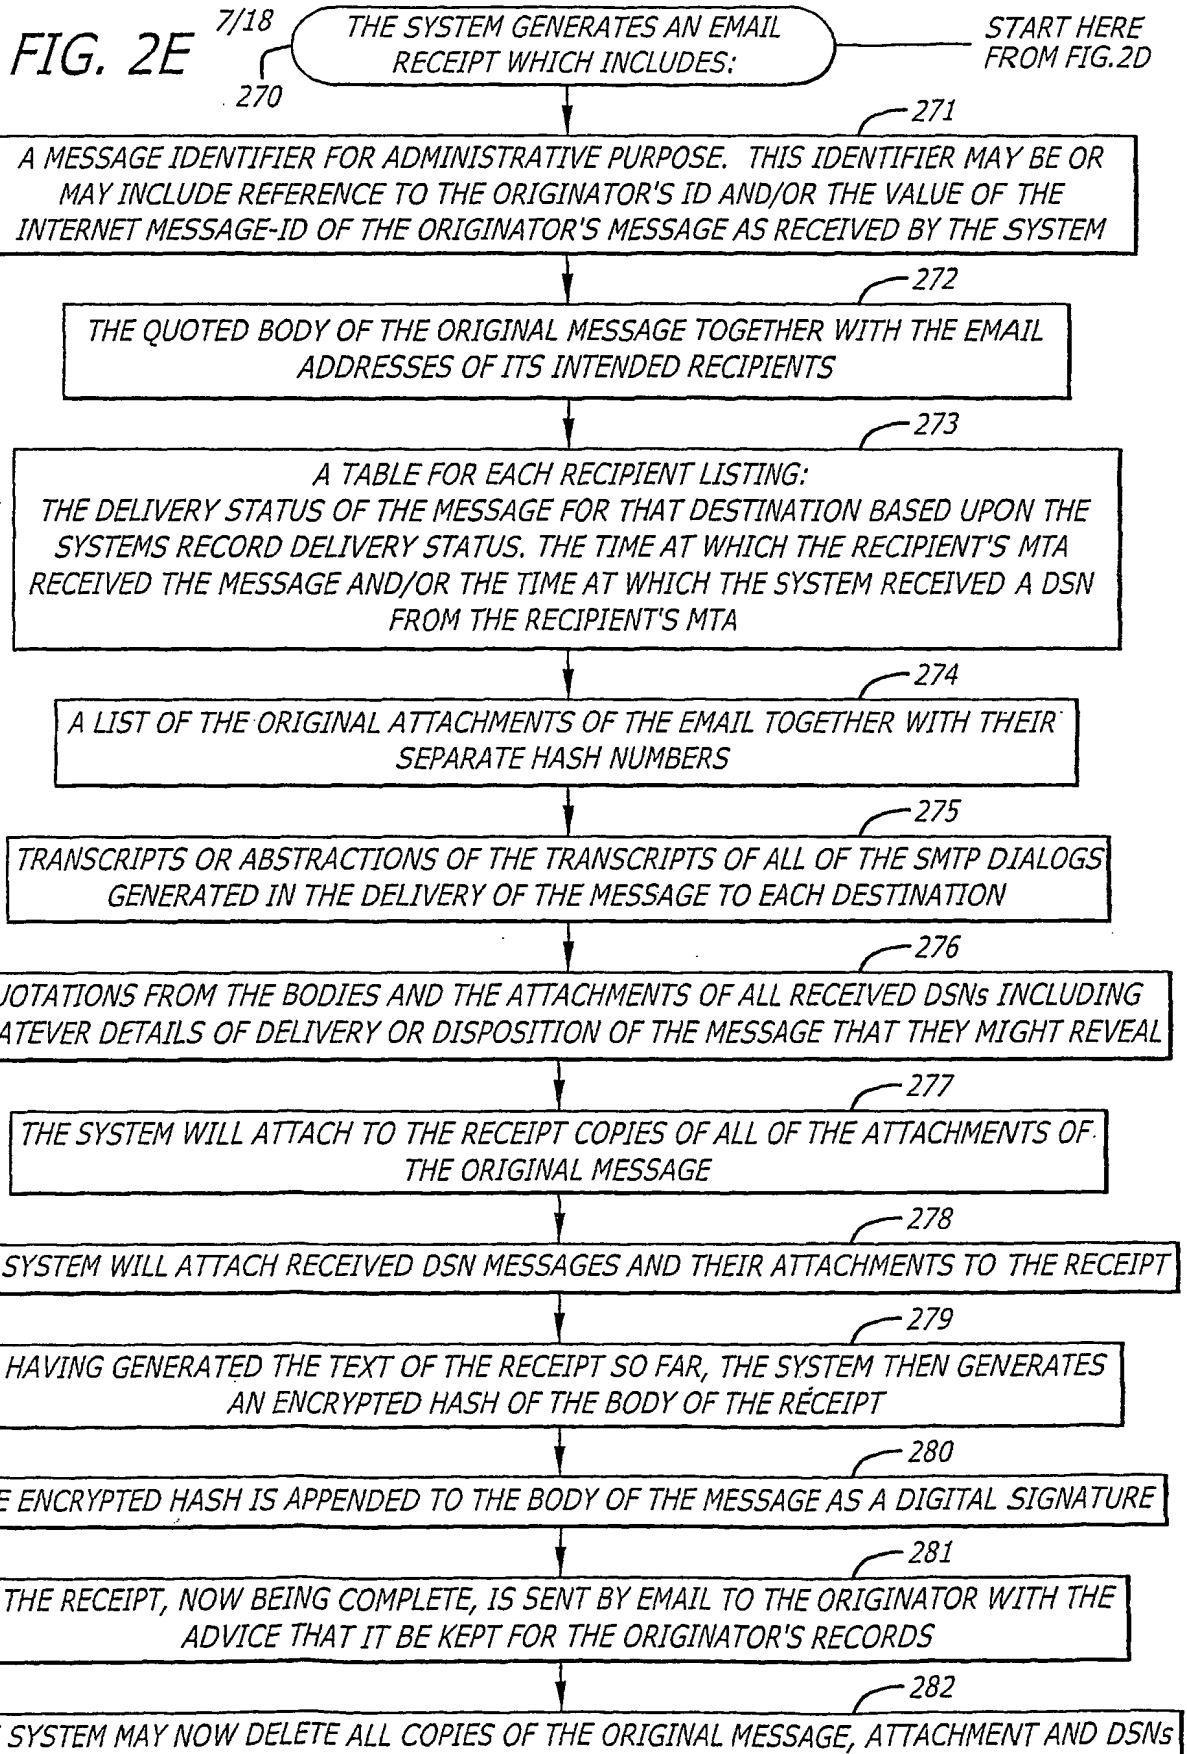 FIG. 2E
7/18
270
THE SYSTEM GENERATES AN EMAIL
RECEIPT WHICH INCLUDES:
START HERE
FROM FIG.2D
271
A MESSAGE IDENTIFIER FOR ADMINISTRATIVE PURPOSE. THIS IDENTIFIER MAY BE OR
MAY INCLUDE REFERENCE TO THE ORIGINATOR'S ID AND/OR THE VALUE OF THE
INTERNET MESSAGE-ID OF THE ORIGINATOR'S MESSAGE AS RECEIVED BY THE SYSTEM
272
THE QUOTED BODY OF THE ORIGINAL MESSAGE TOGETHER WITH THE EMAIL
ADDRESSES OF ITS INTENDED RECIPIENTS
273
A TABLE FOR EACH RECIPIENT LISTING:
THE DELIVERY STATUS OF THE MESSAGE FOR THAT DESTINATION BASED UPON THE
SYSTEMS RECORD DELIVERY STATUS. THE TIME AT WHICH THE RECIPIENT'S MTA
RECEIVED THE MESSAGE AND/OR THE TIME AT WHICH THE SYSTEM RECEIVED A DSN
FROM THE RECIPIENT'S MTA
274
A LIST OF THE ORIGINAL ATTACHMENTS OF THE EMAIL TOGETHER WITH THEIR
SEPARATE HASH NUMBERS
275
TRANSCRIPTS OR ABSTRACTIONS OF THE TRANSCRIPTS OF ALL OF THE SMTP DIALOGS
GENERATED IN THE DELIVERY OF THE MESSAGE TO EACH DESTINATION
276
UOTATIONS FROM THE BODIES AND THE ATTACHMENTS OF ALL RECEIVED DSNs INCLUDING
ATEVER DETAILS OF DELIVERY OR DISPOSITION OF THE MESSAGE THAT THEY MIGHT REVEAL
277
THE SYSTEM WILL ATTACH TO THE RECEIPT COPIES OF ALL OF THE ATTACHMENTS OF
THE ORIGINAL MESSAGE
278
SYSTEM WILL ATTACH RECEIVED DSN MESSAGES AND THEIR ATTACHMENTS TO THE RECEIPT
279
HAVING GENERATED THE TEXT OF THE RECEIPT SO FAR, THE SYSTEM THEN GENERATES
AN ENCRYPTED HASH OF THE BODY OF THE RECEIPT
280
E ENCRYPTED HASH IS APPENDED TO THE BODY OF THE MESSAGE AS A DIGITAL SIGNATURE
281
THE RECEIPT, NOW BEING COMPLETE, IS SENT BY EMAIL TO THE ORIGINATOR WITH THE
ADVICE THAT IT BE KEPT FOR THE ORIGINATOR'S RECORDS
282
SYSTEM MAY NOW DELETE ALL COPIES OF THE ORIGINAL MESSAGE, ATTACHMENT AND DSNs